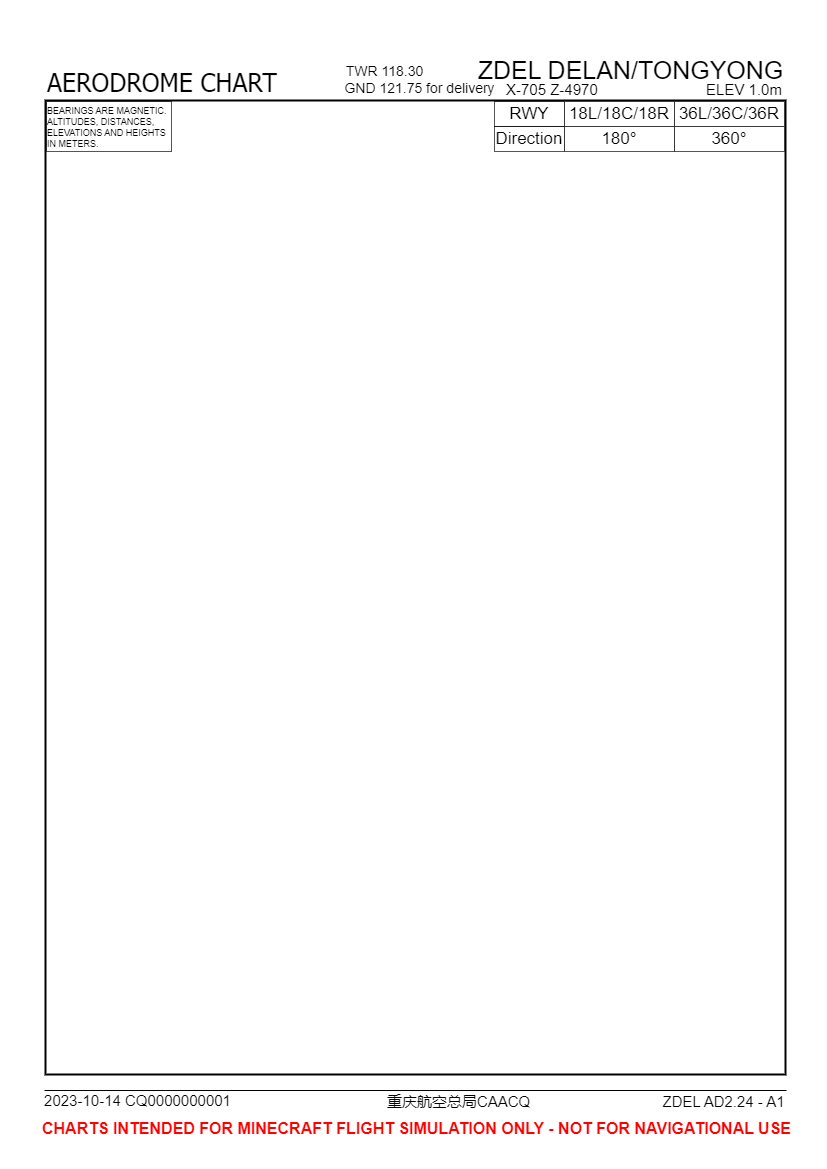 AERODROME CHART
TWR 118.30
GND 121.75 for delivery
ZDEL DELAN/TONGYONG
X-705 Z-4970
ELEV 1.0m
BEARINGS ARE MAGNETIC.
ALTITUDES, DISTANCES,
ELEVATIONS AND HEIGHTS
IN METERS.
RWY 18L/18C/18R 36L/36C/36R
Direction 180° 360°
2023-10-14 CQ0000000001
重庆航空总局CAACQ
ZDEL AD2.24 - A1
CHARTS INTENDED FOR MINECRAFT FLIGHT SIMULATION ONLY - NOT FOR NAVIGATIONAL USE